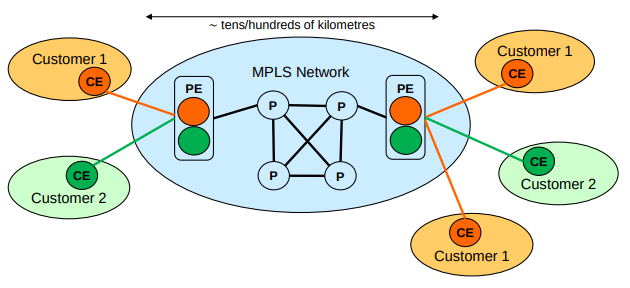 ~ tens/hundreds of kilometres
Customer 1
CE
Customer 1
CE
MPLS Network
PE
PE
P
P
P
P
CE
Customer 2
CE
Customer 2
CE
Customer 1